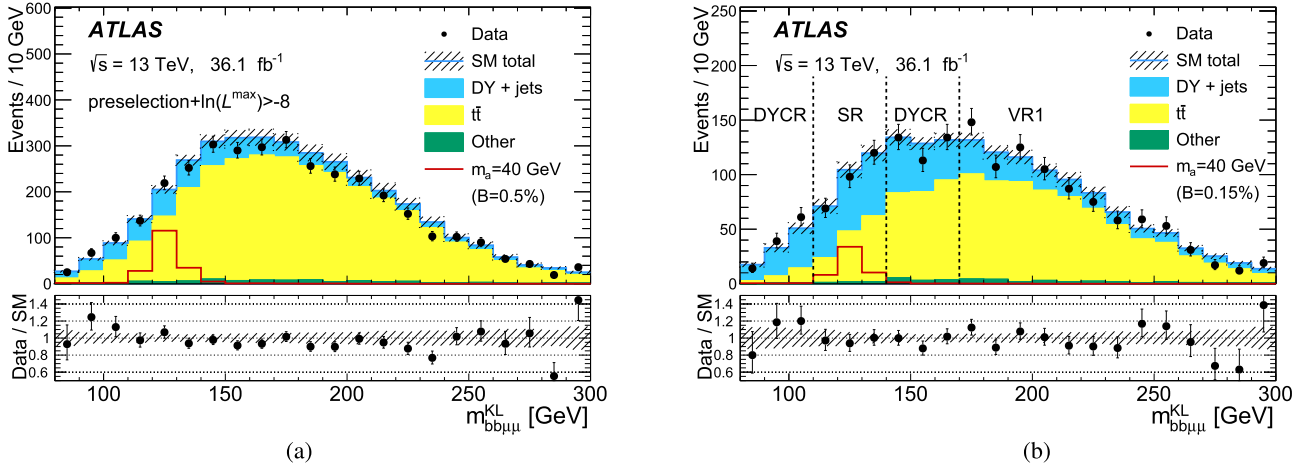 ATLAS
√s = 13 TeV, 36.1 fb⁻¹
preselection+ln(Lᵐᵃˣ)>-8
Data
SM total
DY + jets
tt̄
Other
mₐ=40 GeV
(B=0.5%)
Events / 10 GeV
600
500
400
300
200
100
0
Data / SM
1.4
1.2
1
0.8
0.6
100 150 200 250 300
m^KL_bbμμ [GeV]
(a)
ATLAS
√s = 13 TeV, 36.1 fb⁻¹
DYCR SR DYCR VR1
Data
SM total
DY + jets
tt̄
Other
mₐ=40 GeV
(B=0.15%)
Events / 10 GeV
250
200
150
100
50
0
Data / SM
1.4
1.2
1
0.8
0.6
100 150 200 250 300
m^KL_bbμμ [GeV]
(b)